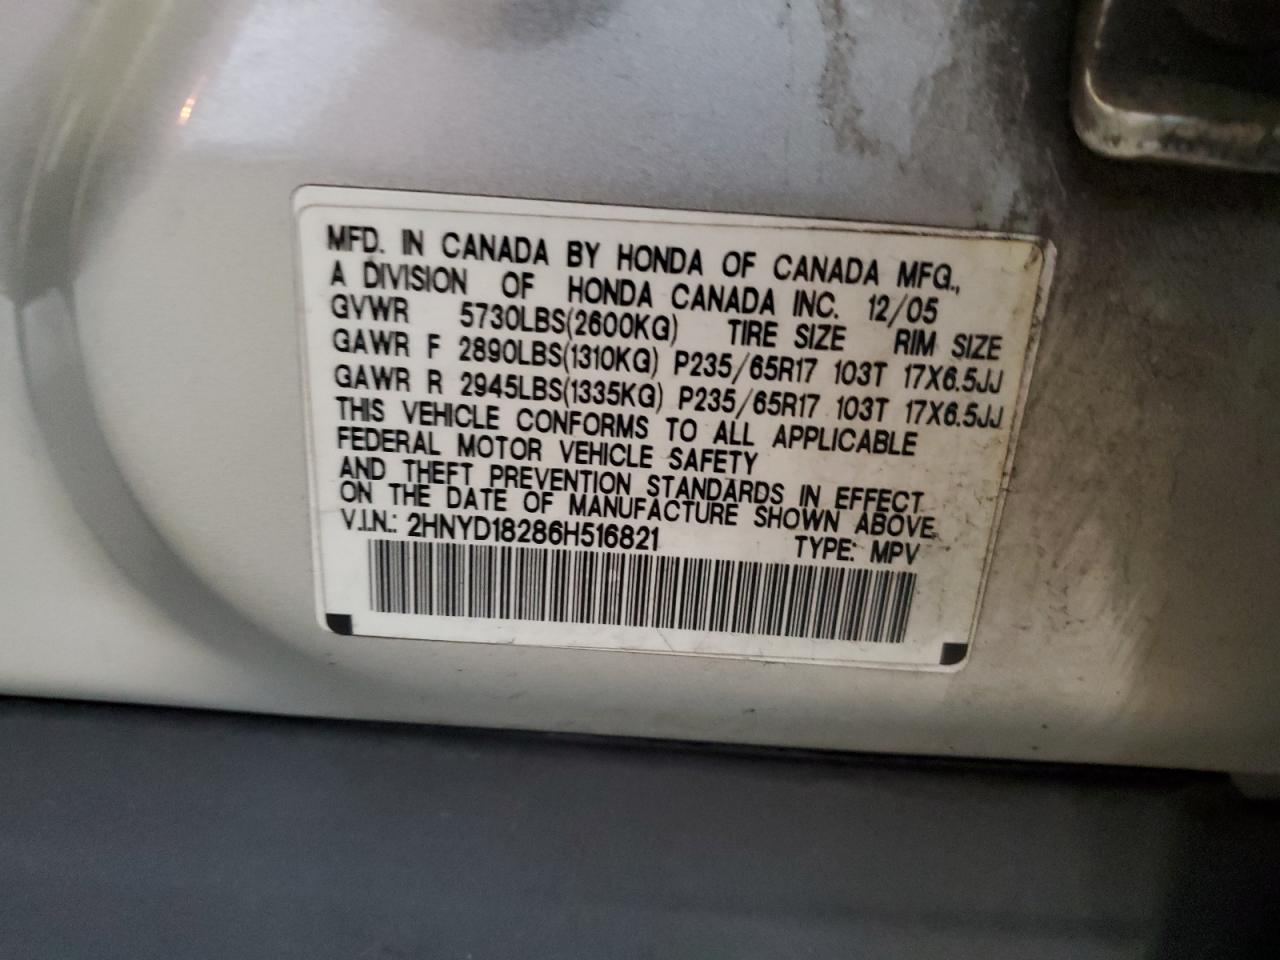 MFD. IN CANADA BY HONDA OF CANADA MFG.,
A DIVISION OF HONDA CANADA INC. 12/05
GVWR 5730LBS(2600KG) TIRE SIZE RIM SIZE
GAWR F 2890LBS(1310KG) P235/65R17 103T 17X6.5JJ
GAWR R 2945LBS(1335KG) P235/65R17 103T 17X6.5JJ
THIS VEHICLE CONFORMS TO ALL APPLICABLE
FEDERAL MOTOR VEHICLE SAFETY
AND THEFT PREVENTION STANDARDS IN EFFECT
ON THE DATE OF MANUFACTURE SHOWN ABOVE.
V.I.N.: 2HNYD18286H516821 TYPE: MPV